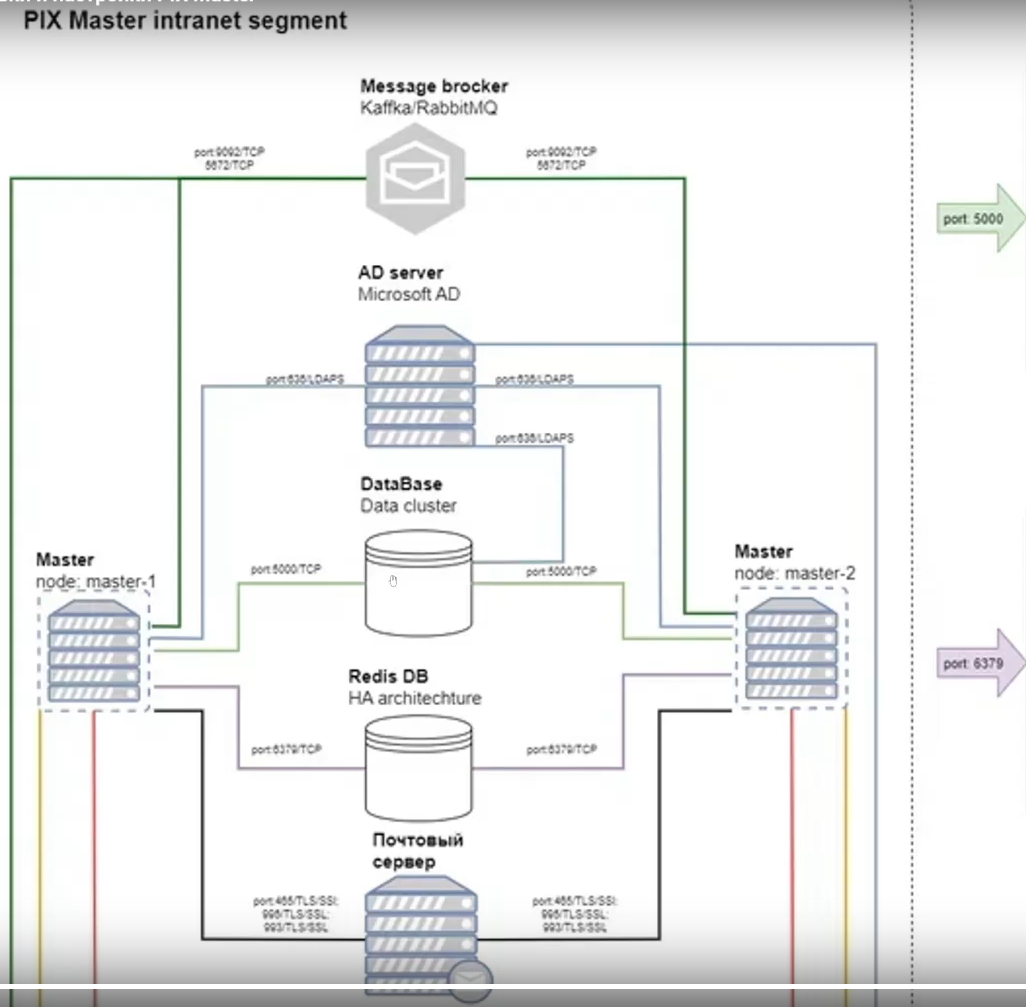 PIX Master intranet segment
Message brocker
Kaffka/RabbitMQ
port:9092/TCP
5672/TCP
port:9092/TCP
5672/TCP
port: 5000
AD server
Microsoft AD
port:636/LDAPS
port:636/LDAPS
port:636/LDAPS
DataBase
Data cluster
Master
node: master-1
port:5000/TCP
port:5000/TCP
Master
node: master-2
Redis DB
HA architechture
port: 6379
port:6379/TCP
port:6379/TCP
Почтовый
сервер
port:465/TLS/SSl:
995/TLS/SSL:
993/TLS/SSL
port:465/TLS/SSl:
995/TLS/SSL:
993/TLS/SSL